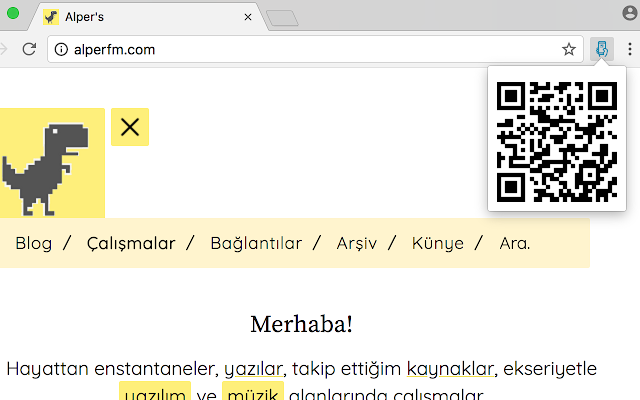 Alper's
alperfm.com
Blog / Çalışmalar / Bağlantılar / Arşiv / Künye / Ara.
Merhaba!
Hayattan enstantaneler, yazılar, takip ettiğim kaynaklar, ekseriyetle
yazılım ve müzik alanlarında çalışmalar